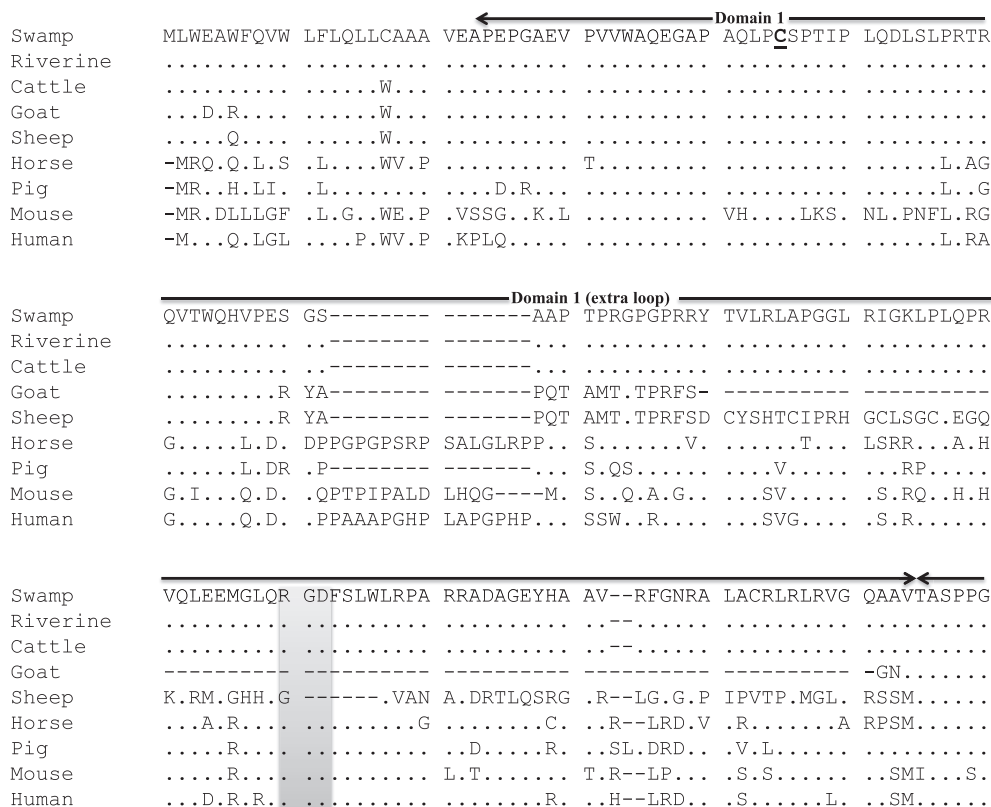 Domain 1
Swamp MLWEAWFQVW LFLQLLCAAA VEAPEPGAEV PVVWAQEGAP AQLPCSPTIP LQDLSLPRTR
Riverine .......... .......... .......... .......... .......... ..........
Cattle .......... ......W... .......... .......... .......... ..........
Goat ...D.R.... ......W... .......... .......... .......... ..........
Sheep .....Q.... ......W... .......... .......... .......... ..........
Horse -MRQ.Q.L.S .L....WV.P .......... T......... .......... ......L.AG
Pig -MR..H.LI. .L........ ....D.R... .......... .......... ......L..G
Mouse -MR.DLLLGF .L.G..WE.P .VSSG..K.L .......... VH....LKS. NL.PNFL.RG
Human -M...Q.LGL ....P.WV.P .KPLQ..... .......... .......... ......L.RA
Domain 1 (extra loop)
Swamp QVTWQHVPES GS-------- --------AAP TPRGPGPRRY TVLRLAPGGL RIGKLPLQPR
Riverine .......... ..-------- --------... .......... .......... ..........
Cattle .......... ..-------- --------... .......... .......... ..........
Goat .........R YA-------- --------PQT AMT.TPRFS- ---------- ----------
Sheep .........R YA-------- --------PQT AMT.TPRFSD CYSHTCIPRH GCLSGC.EGQ
Horse G.....L.D. DPPGPGPSRP SALGLRPP.. S.......V. .....T.... LSRR...A.H
Pig ......L.DR .P-------- --------... S.QS...... ...V...... ..RP......
Mouse G.I...Q.D. .QPTPIPALD LHQG----M. S..Q.A.G.. ..SV...... .S.RQ..H.H
Human G.....Q.D. .PPAAAPGHP LAPGPHP... SSW..R.... ..SVG..... .S.R......
Swamp VQLEEMGLQR GDFSLWLRPA RRADAGEYHA AV--RFGNRA LACRLRLRVG QAAVTASPPG
Riverine .......... .......... .......... ..--...... .......... ..........
Cattle .......... .......... .......... ..--...... .......... ..........
Goat ---------- ---------- ---------- ---------- ---------- -GN.......
Sheep K.RM.GHH.G ------.VAN A.DRTLQSRG .R--LG.G.P IPVTP.MGL. RSSM......
Horse ...A.R.... .........G ........C. ..R--LRD.V .R.......A RPSM......
Pig .....R.... .......... ..D.....R. ..SL.DRD.. ..V.L..... ..........
Mouse .....R.... .......... L.T....... T.R--LP... ..S.S..... ..SMI...S.
Human ...D.R.R.. .......... ........R. ..H--LRD.. ..S....L.. ..SM......